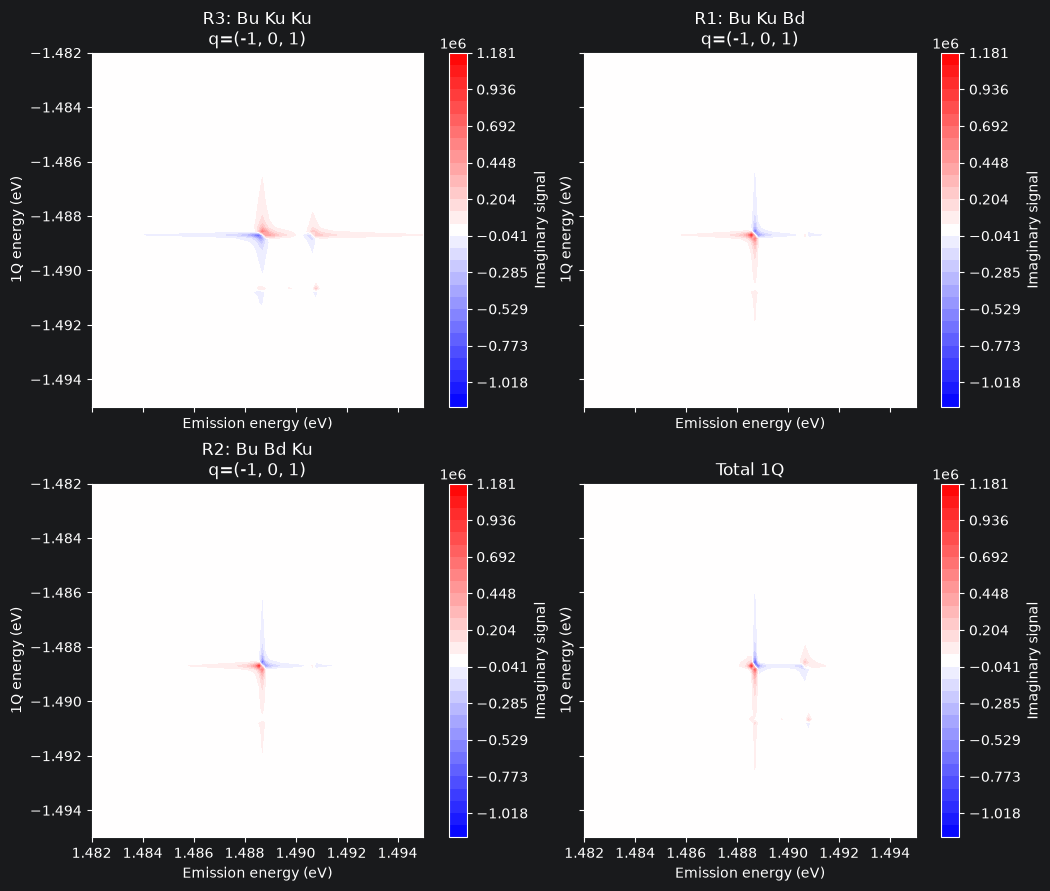 R3: Bu Ku Ku
q=(-1, 0, 1)
1e6
R1: Bu Ku Bd
q=(-1, 0, 1)
1e6
−1.482
−1.484
−1.486
−1.488
−1.490
−1.492
−1.494
1Q energy (eV)
Emission energy (eV)
1.181
0.936
0.692
0.448
0.204
−0.041
−0.285
−0.529
−0.773
−1.018
Imaginary signal
1Q energy (eV)
Emission energy (eV)
1.181
0.936
0.692
0.448
0.204
−0.041
−0.285
−0.529
−0.773
−1.018
Imaginary signal
R2: Bu Bd Ku
q=(-1, 0, 1)
1e6
Total 1Q
1e6
−1.482
−1.484
−1.486
−1.488
−1.490
−1.492
−1.494
1Q energy (eV)
1.482 1.484 1.486 1.488 1.490 1.492 1.494
Emission energy (eV)
1.181
0.936
0.692
0.448
0.204
−0.041
−0.285
−0.529
−0.773
−1.018
Imaginary signal
1Q energy (eV)
1.482 1.484 1.486 1.488 1.490 1.492 1.494
Emission energy (eV)
1.181
0.936
0.692
0.448
0.204
−0.041
−0.285
−0.529
−0.773
−1.018
Imaginary signal